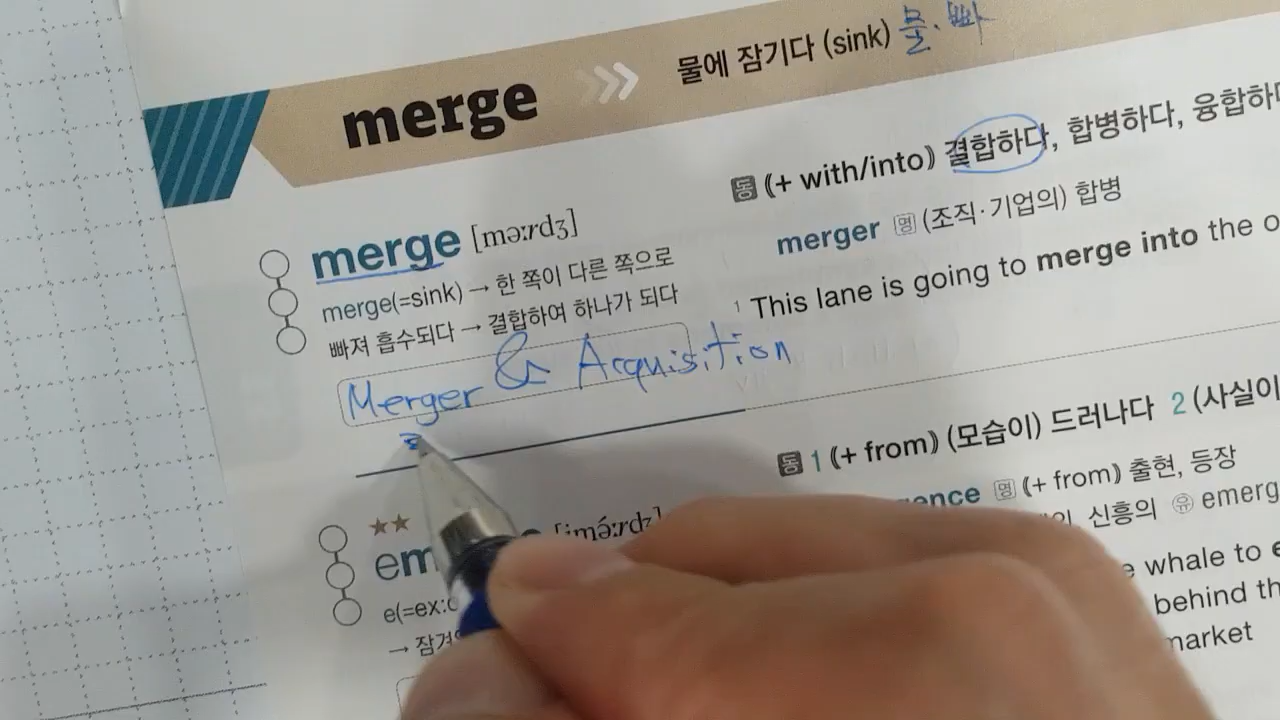 merge 물에 잠기다 (sink) 물·빠
merge [məːrdʒ]
merge(=sink) → 한 쪽이 다른 쪽으로
빠져 흡수되다 → 결합하여 하나가 되다
Merger & Acquisition
동 (+ with/into) 결합하다, 합병하다, 융합하다
merger 명 (조직·기업의) 합병
1 This lane is going to merge into the
★★
[imə́ːrdʒ]
e(=ex:
동 1 (+ from) (모습이) 드러나다 2 (사실이
명 (+ from) 출현, 등장
신흥의 유 emerg
whale to
behind
market